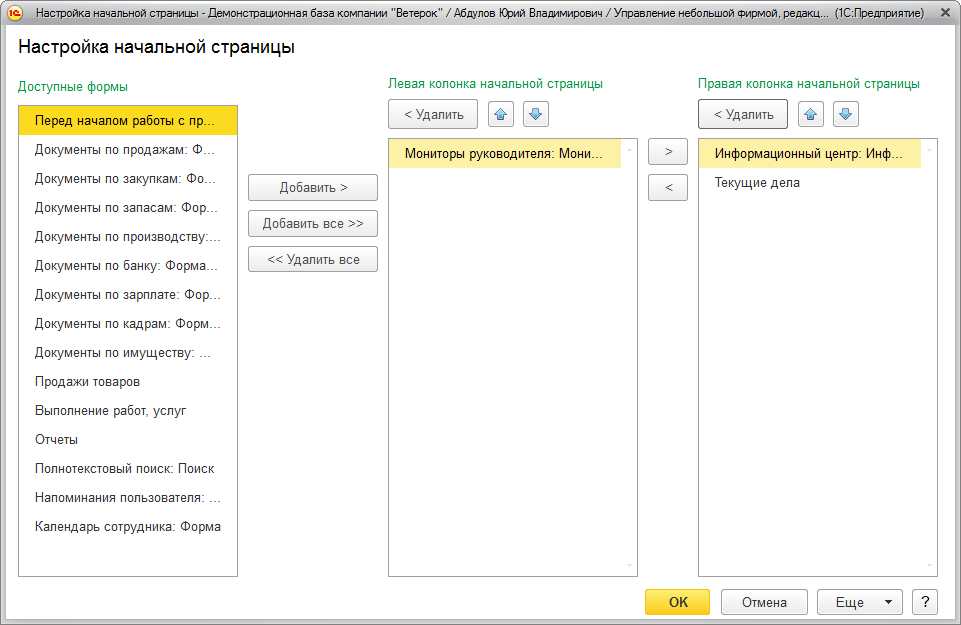 1С Настройка начальной страницы - Демонстрационная база компании "Ветерок" / Абдулов Юрий Владимирович / Управление небольшой фирмой, редакц... (1С:Предприятие)
Настройка начальной страницы
Доступные формы
Перед началом работы с пр...
Документы по продажам: Ф...
Документы по закупкам: Фо...
Документы по запасам: Фор...
Документы по производству:...
Документы по банку: Форма...
Документы по зарплате: Фор...
Документы по кадрам: Форм...
Документы по имуществу: ...
Продажи товаров
Выполнение работ, услуг
Отчеты
Полнотекстовый поиск: Поиск
Напоминания пользователя: ...
Календарь сотрудника: Форма
Добавить >
Добавить все >>
<< Удалить все
Левая колонка начальной страницы
< Удалить
Мониторы руководителя: Мони...
>
<
Правая колонка начальной страницы
< Удалить
Информационный центр: Инф...
Текущие дела
OK
Отмена
Еще
?